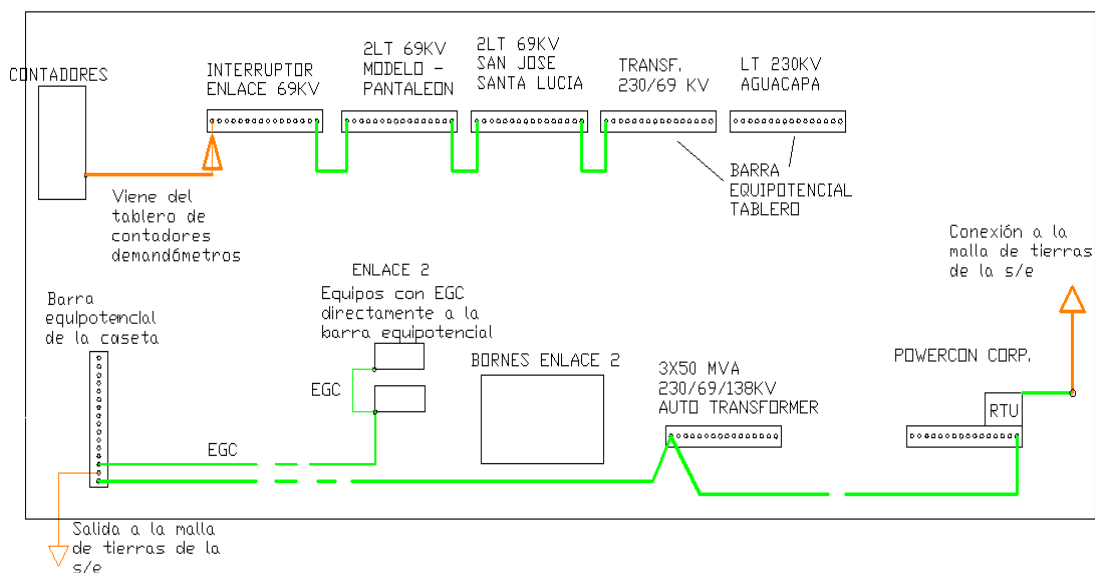 CONTADORES
INTERRUPTOR
ENLACE 69KV
2LT 69KV
MODELO -
PANTALEON
2LT 69KV
SAN JOSE
SANTA LUCIA
TRANSF.
230/69 KV
LT 230KV
AGUACAPA
BARRA
EQUIPOTENCIAL
TABLERO
Viene del
tablero de
contadores
demandómetros
Conexión a la
malla de tierras
de la s/e
Barra
equipotencial
de la caseta
ENLACE 2
Equipos con EGC
directamente a la
barra equipotencial
EGC
EGC
BORNES ENLACE 2
3X50 MVA
230/69/138KV
AUTO TRANSFORMER
POWERCON CORP.
RTU
Salida a la malla
de tierras de la
s/e